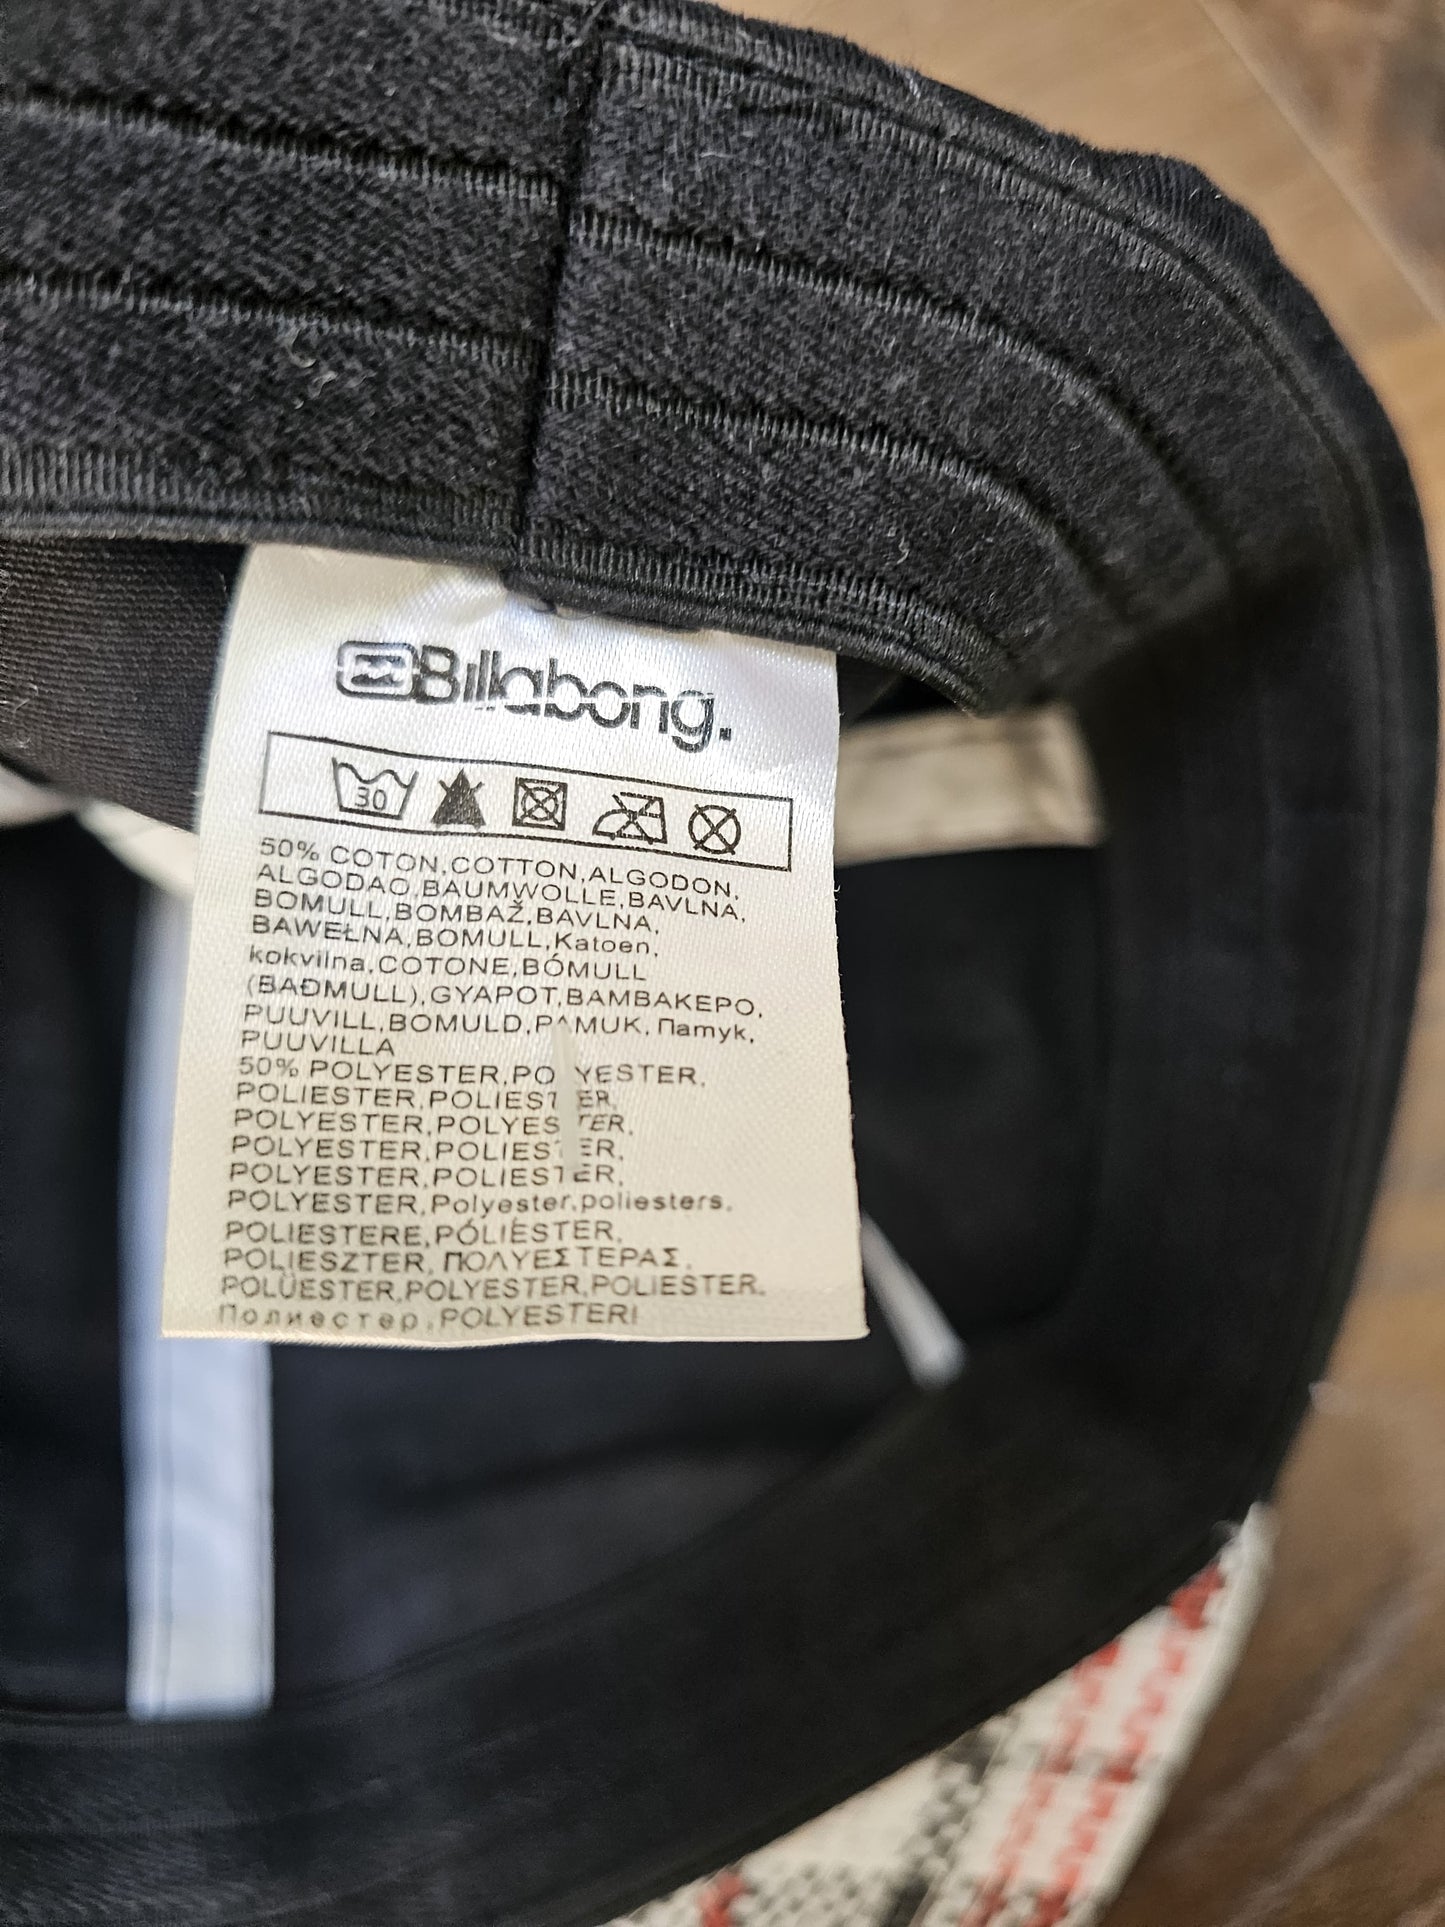 Billabong.
30
50% COTON,COTTON,ALGODON,
ALGODAO,BAUMWOLLE,BAVLNA,
BOMULL,BOMBAŽ,BAVLNA,
BAWEŁNA,BOMULL,Katoen,
kokvilna,COTONE,BÓMULL
(BAÐMULL),GYAPOT,BAMBAKEPO,
PUUVILL,BOMULD,PAMUK,Памук,
PUUVILLA
50% POLYESTER,POLYESTER,
POLIESTER,POLIESTER,
POLYESTER,POLYESTER,
POLYESTER,POLIESTER,
POLYESTER,POLIESTER,
POLYESTER,Polyester,poliesters,
POLIESTERE,PÓLIESTER,
POLIESZTER, ΠΟΛΥΕΣΤΕΡΑΣ,
POLÜESTER,POLYESTER,POLIESTER,
Полиестер,POLYESTERI